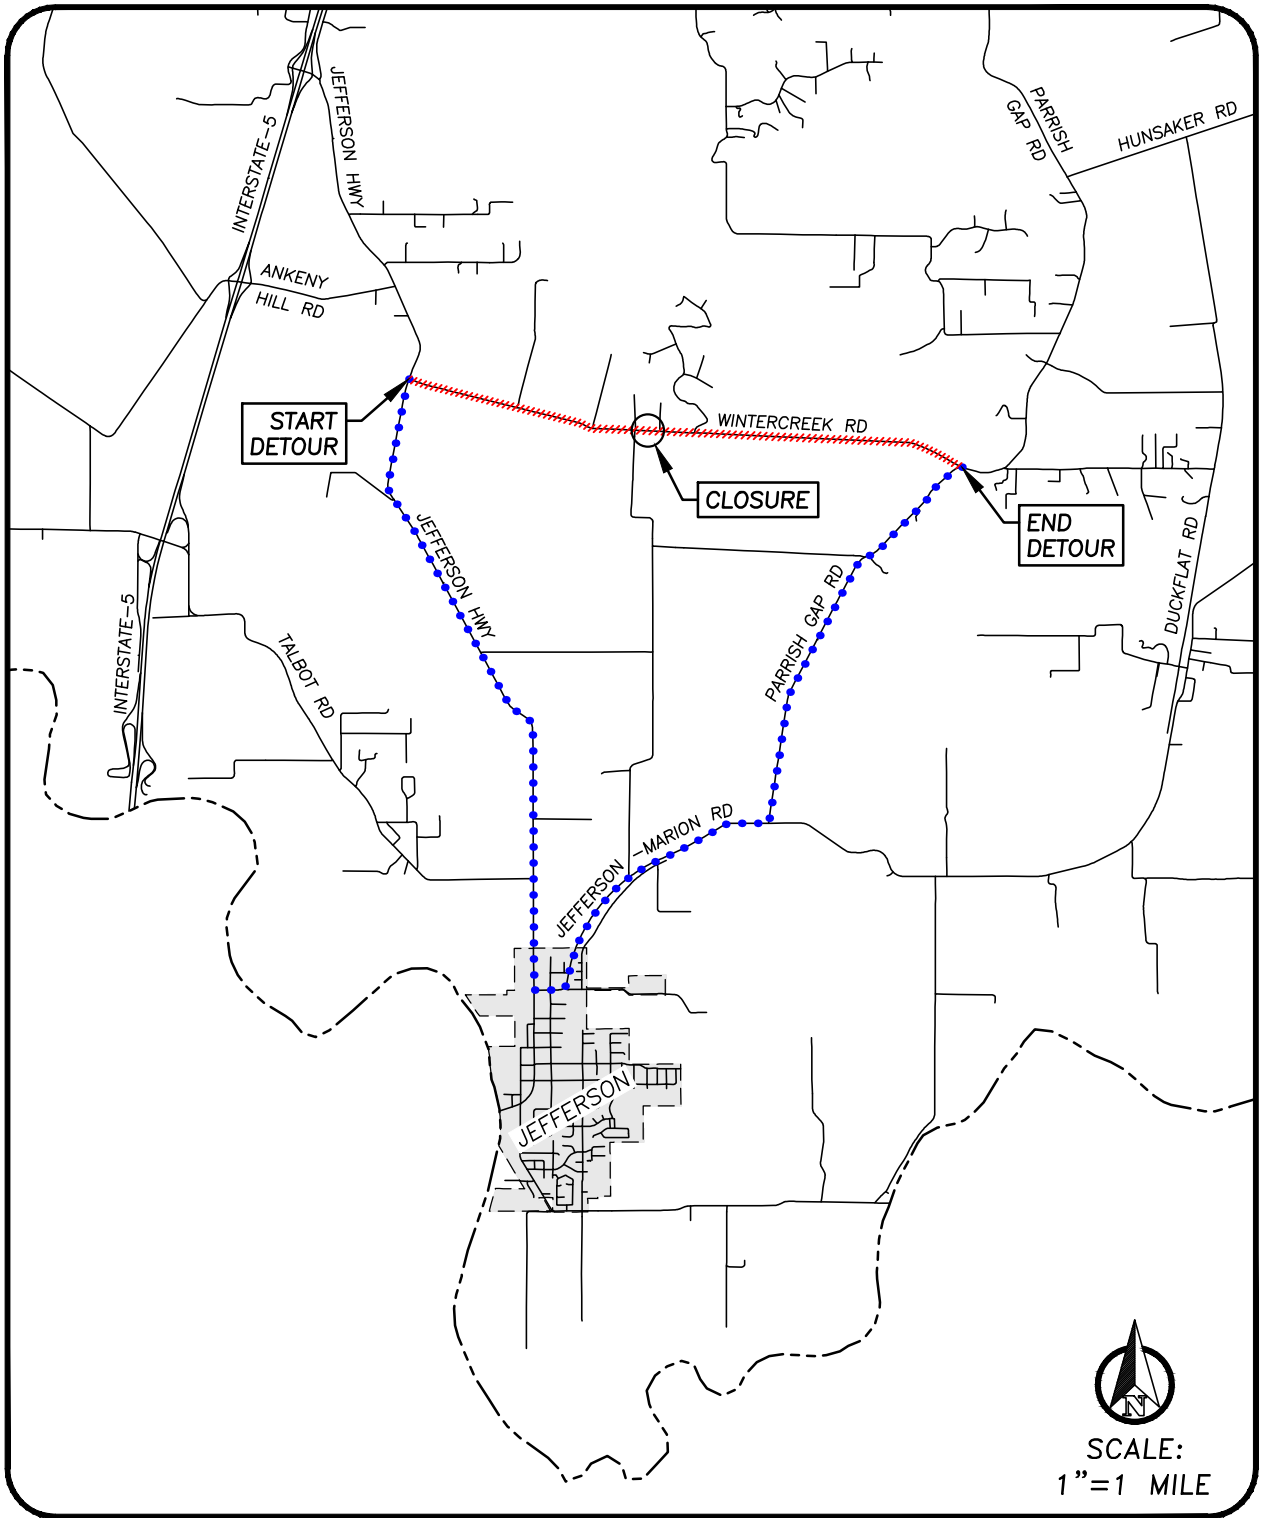 INTERSTATE-5
JEFFERSON HWY
PARRISH
GAP RD
HUNSAKER RD
ANKENY
HILL RD
START
DETOUR
WINTERCREEK RD
CLOSURE
END
DETOUR
JEFFERSON HWY
PARRISH GAP RD
DUCKFLAT RD
INTERSTATE-5
TALBOT RD
JEFFERSON -MARION RD
JEFFERSON
N
SCALE:
1"=1 MILE